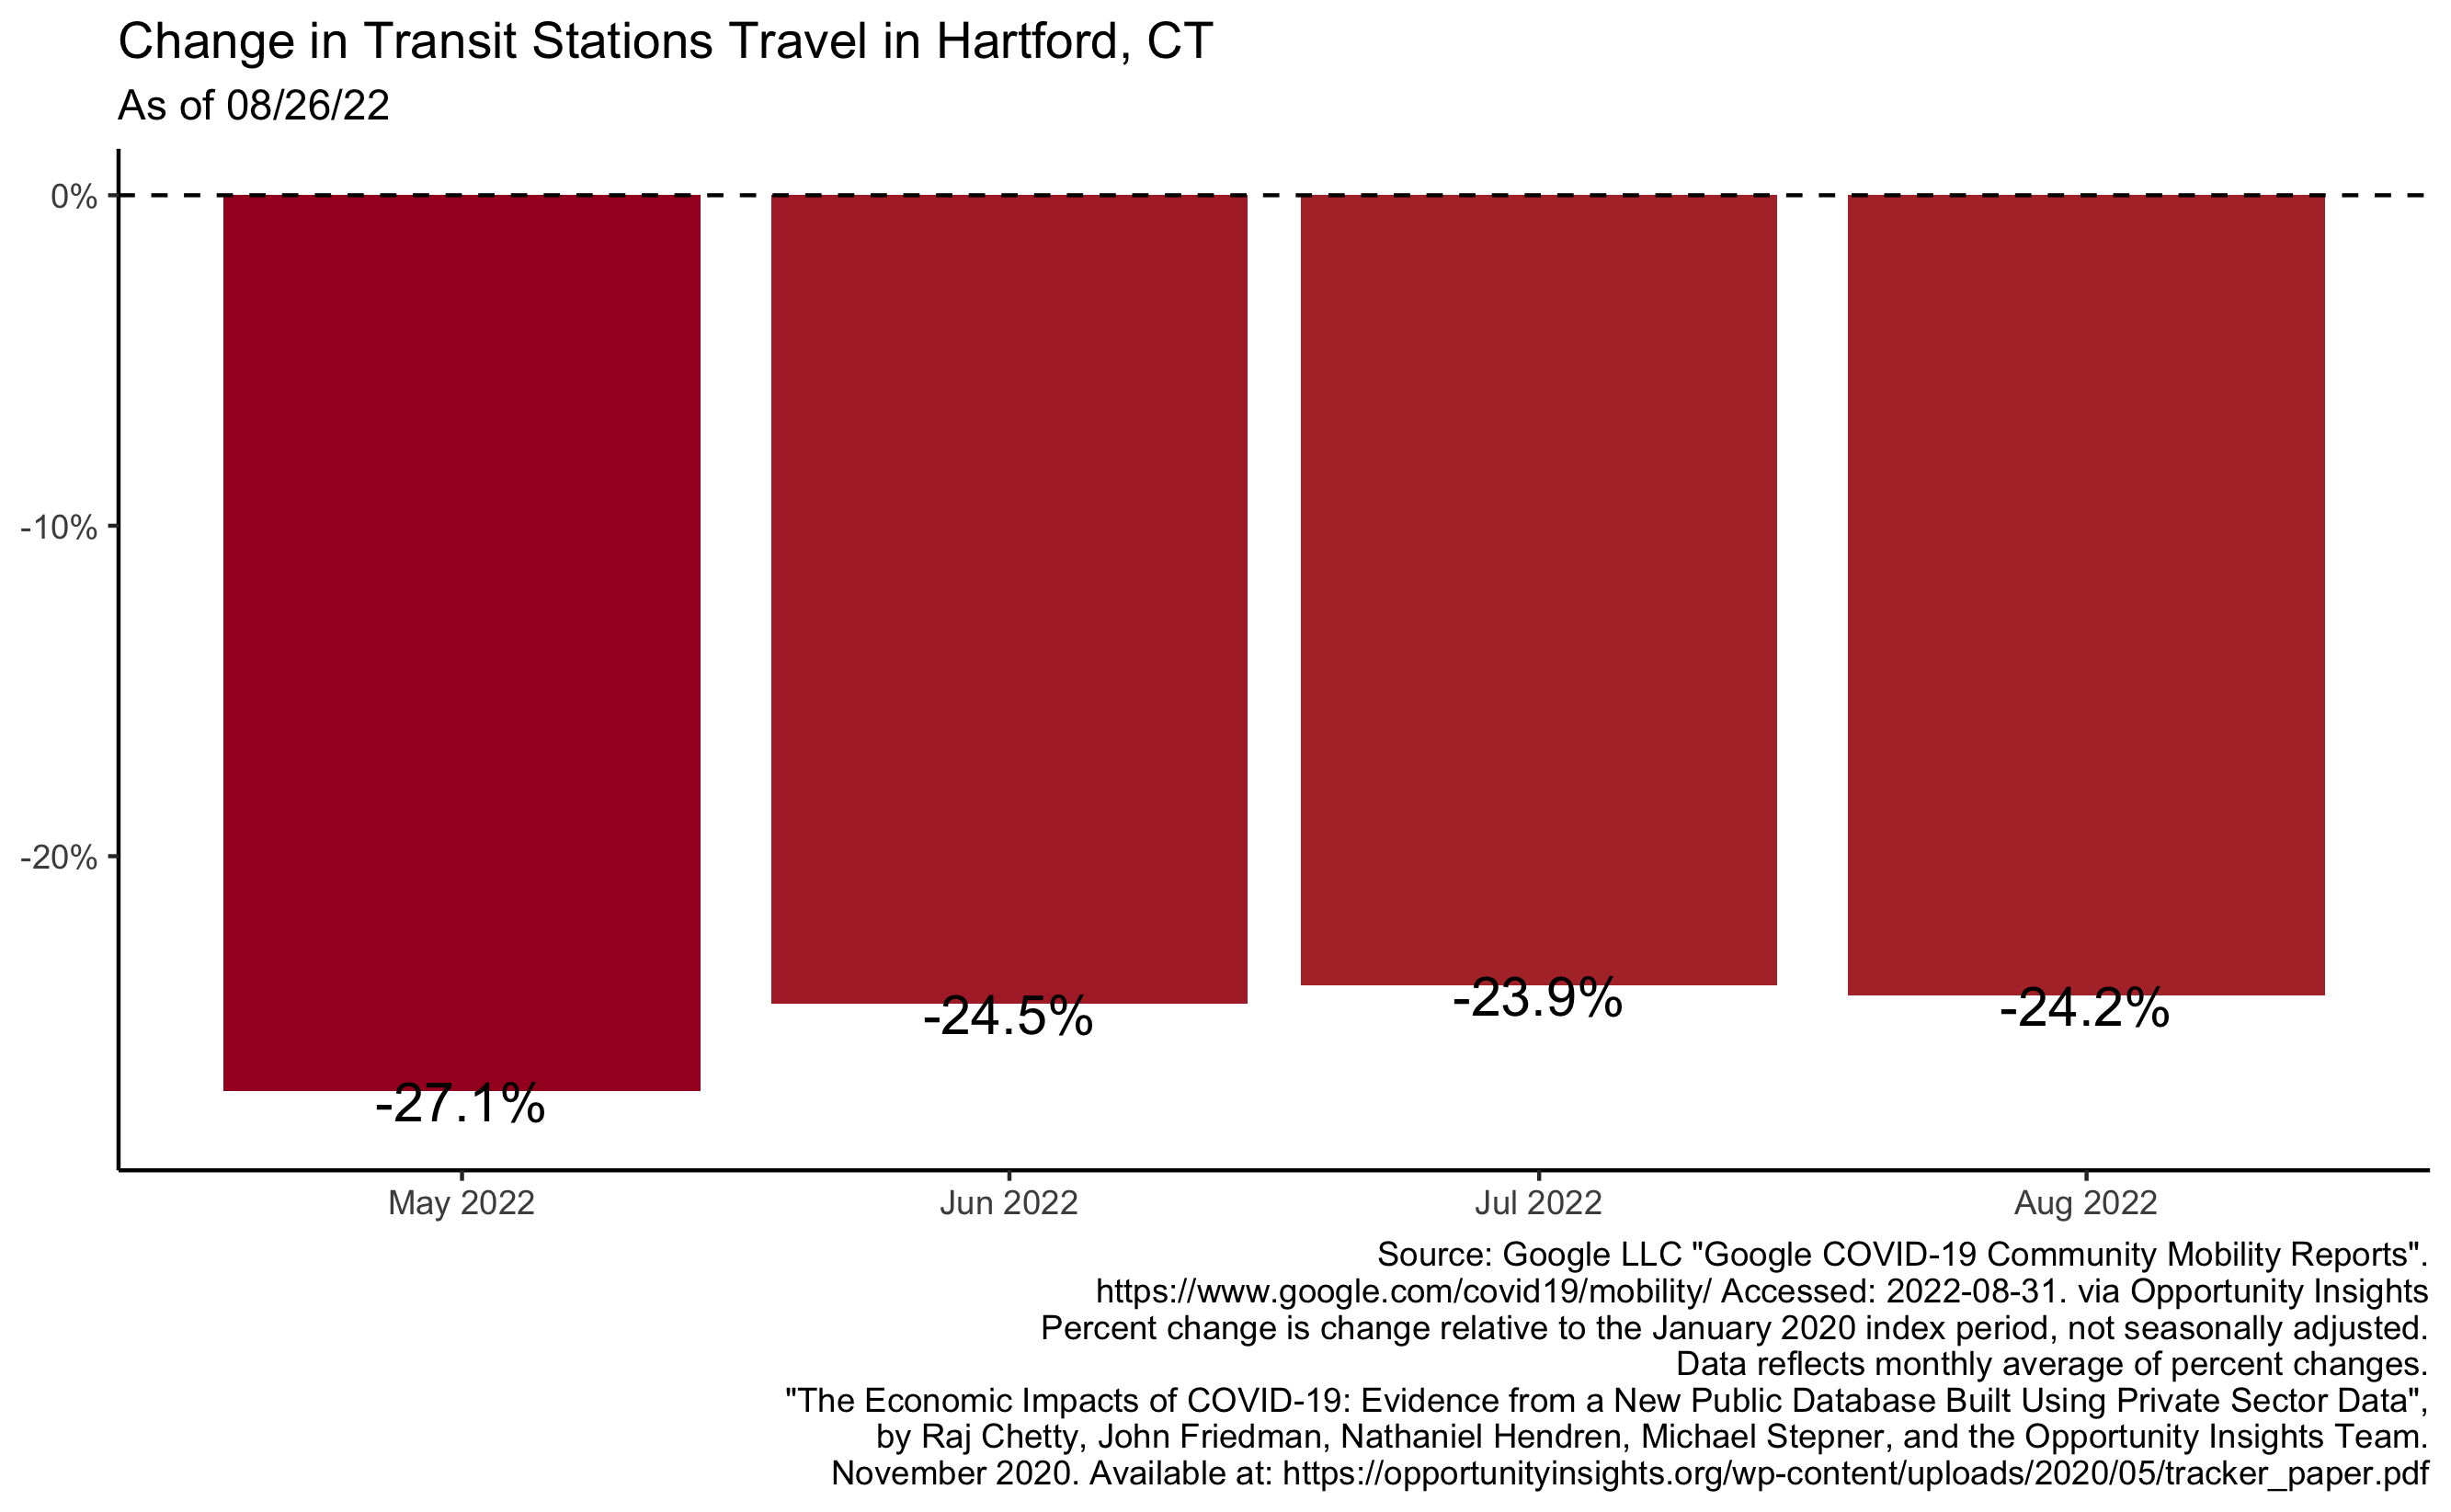 Change in Transit Stations Travel in Hartford, CT
As of 08/26/22
0%
-10%
-20%
-27.1%
-24.5%
-23.9%
-24.2%
May 2022
Jun 2022
Jul 2022
Aug 2022
Source: Google LLC "Google COVID-19 Community Mobility Reports".
https://www.google.com/covid19/mobility/ Accessed: 2022-08-31. via Opportunity Insights
Percent change is change relative to the January 2020 index period, not seasonally adjusted.
Data reflects monthly average of percent changes.
"The Economic Impacts of COVID-19: Evidence from a New Public Database Built Using Private Sector Data",
by Raj Chetty, John Friedman, Nathaniel Hendren, Michael Stepner, and the Opportunity Insights Team.
November 2020. Available at: https://opportunityinsights.org/wp-content/uploads/2020/05/tracker_paper.pdf